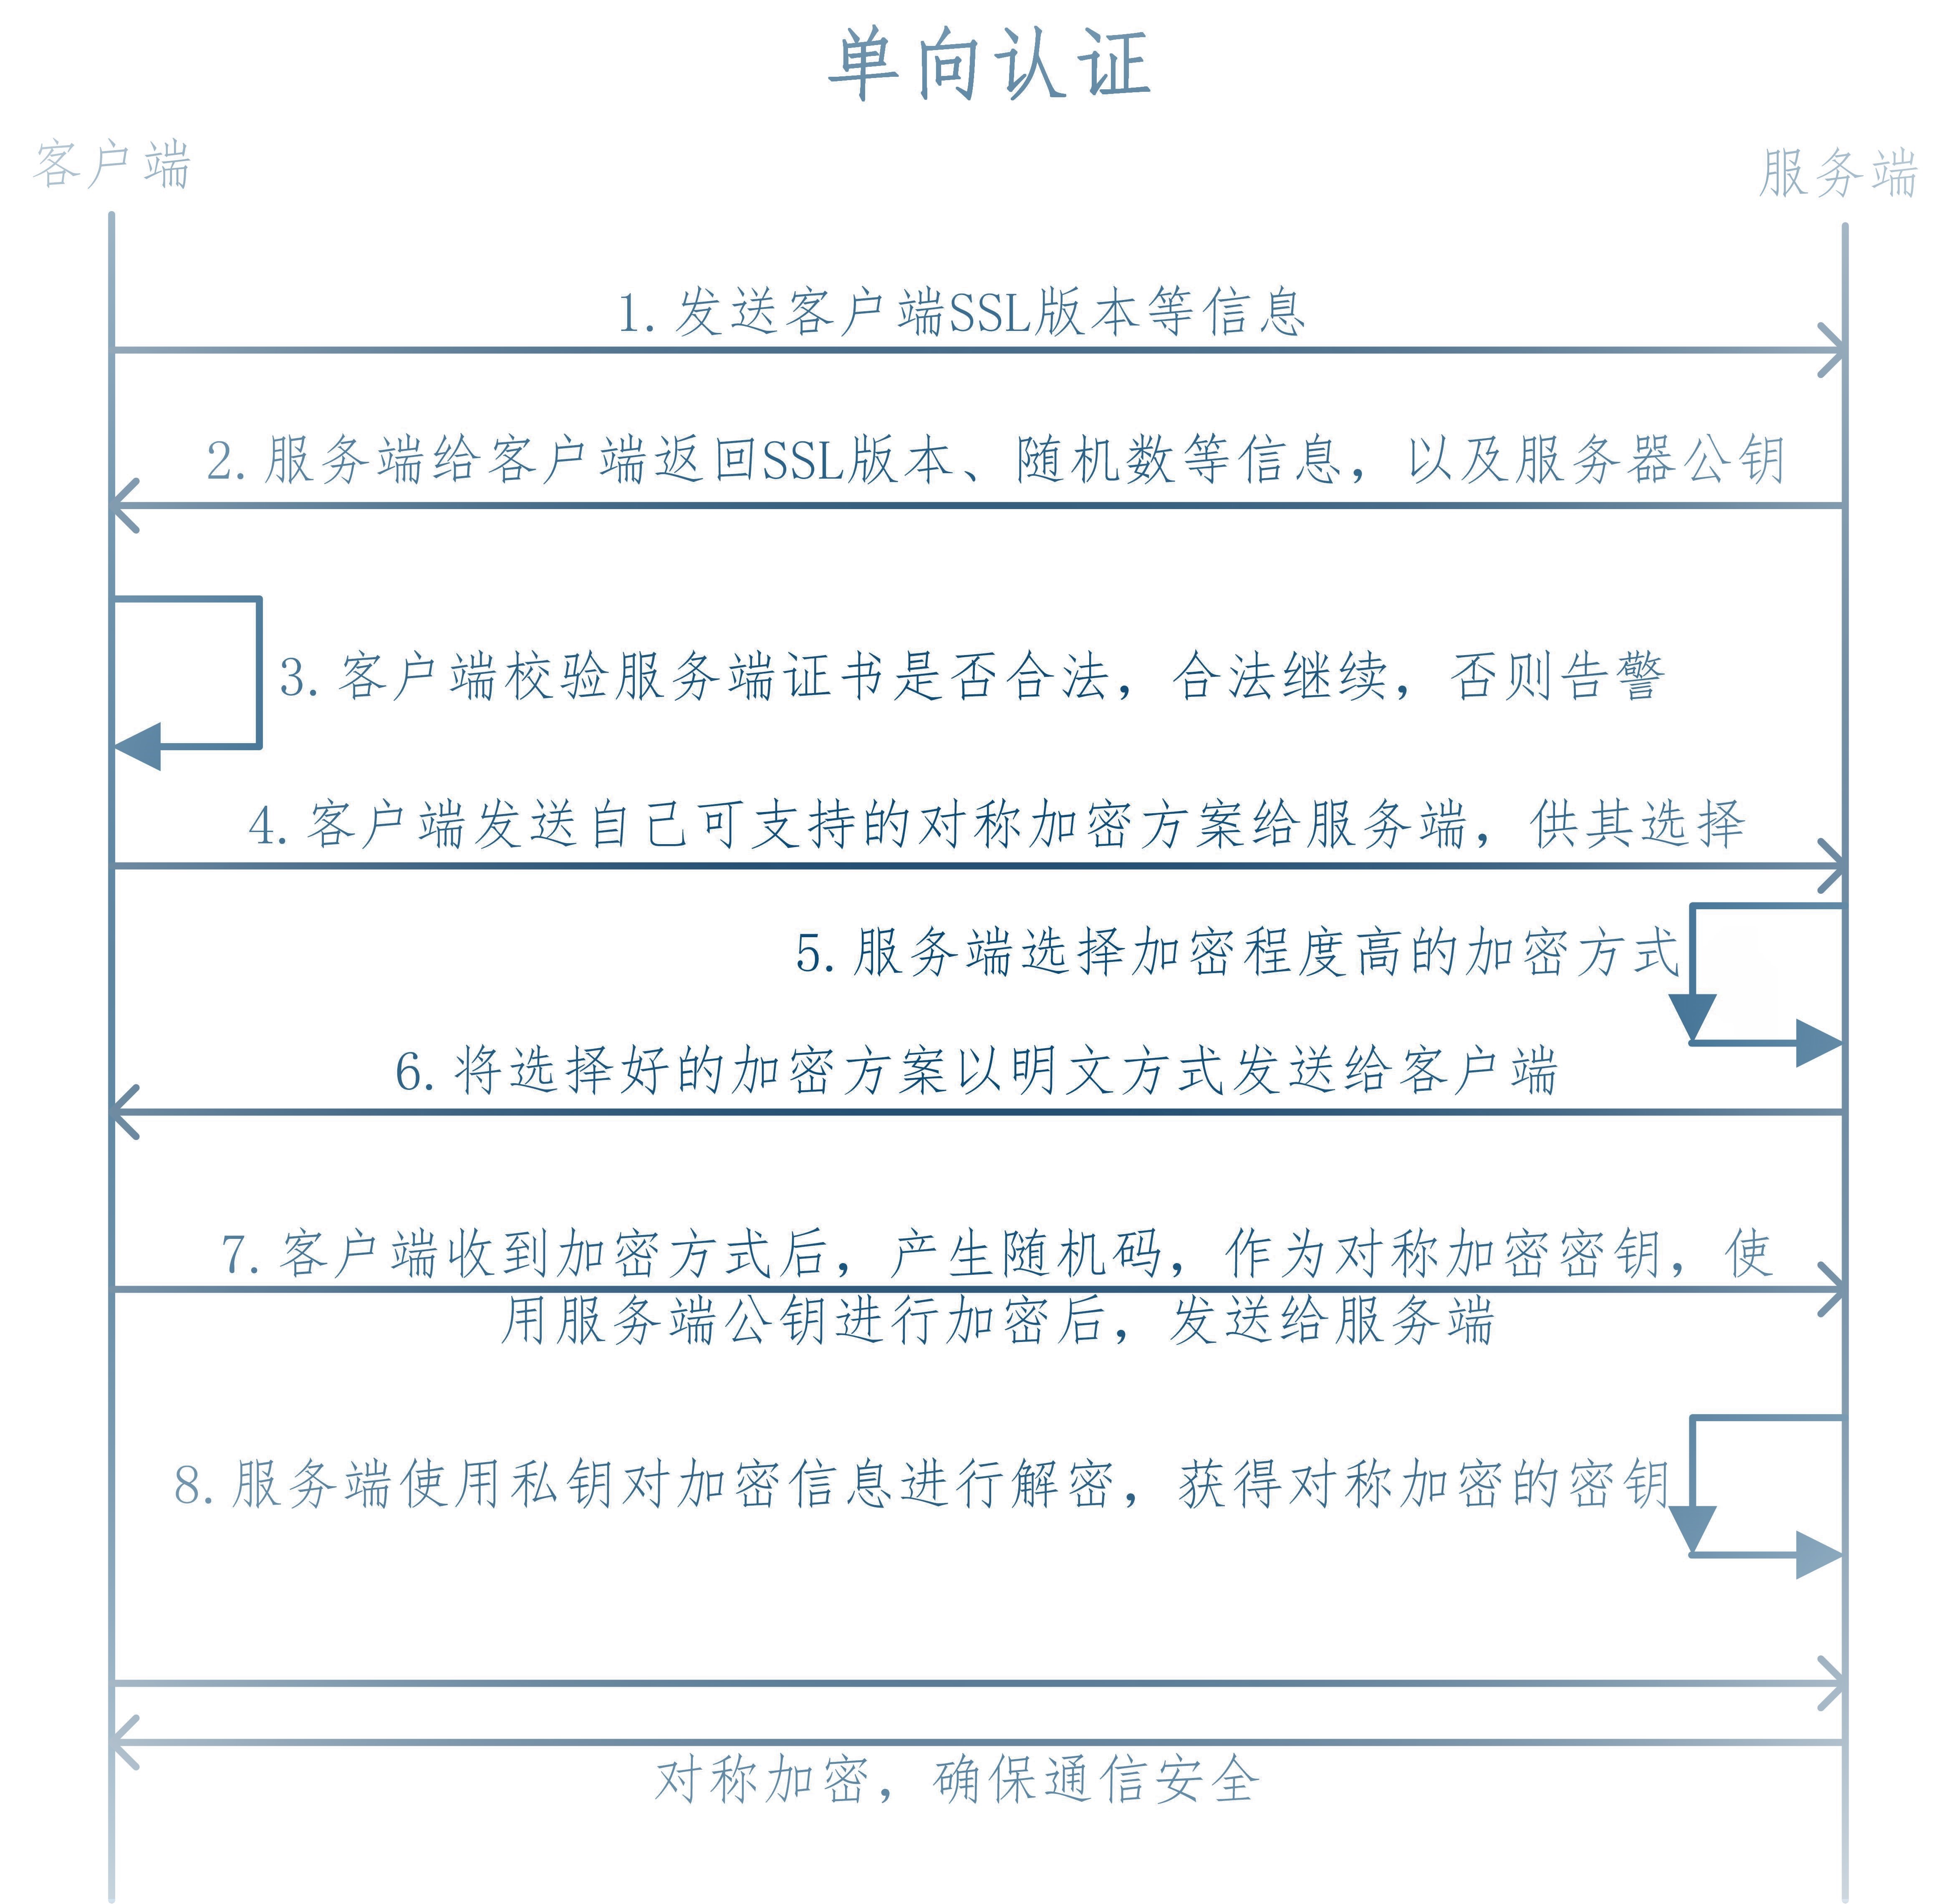 单向认证
客户端
服务端
1. 发送客户端SSL版本等信息
2. 服务端给客户端返回SSL版本、随机数等信息，以及服务器公钥
3. 客户端校验服务端证书是否合法，合法继续，否则告警
4. 客户端发送自己可支持的对称加密方案给服务端，供其选择
5. 服务端选择加密程度高的加密方式
6. 将选择好的加密方案以明文方式发送给客户端
7. 客户端收到加密方式后，产生随机码，作为对称加密密钥，使
用服务端公钥进行加密后，发送给服务端
8. 服务端使用私钥对加密信息进行解密，获得对称加密的密钥
对称加密，确保通信安全